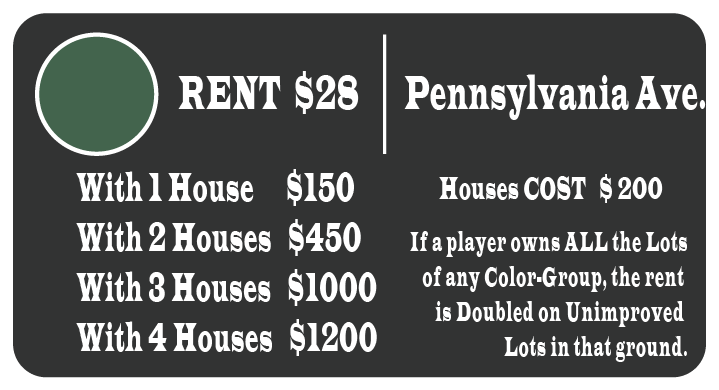 RENT $28
Pennsylvania Ave.
With 1 House $150
With 2 Houses $450
With 3 Houses $1000
With 4 Houses $1200
Houses COST $ 200
If a player owns ALL the Lots
of any Color-Group, the rent
is Doubled on Unimproved
Lots in that ground.